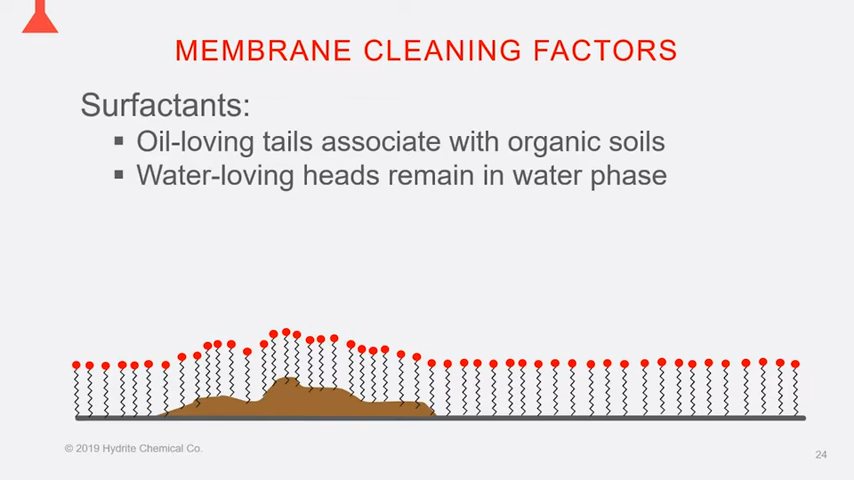 MEMBRANE CLEANING FACTORS
Surfactants:
▪ Oil-loving tails associate with organic soils
▪ Water-loving heads remain in water phase
© 2019 Hydrite Chemical Co.
24